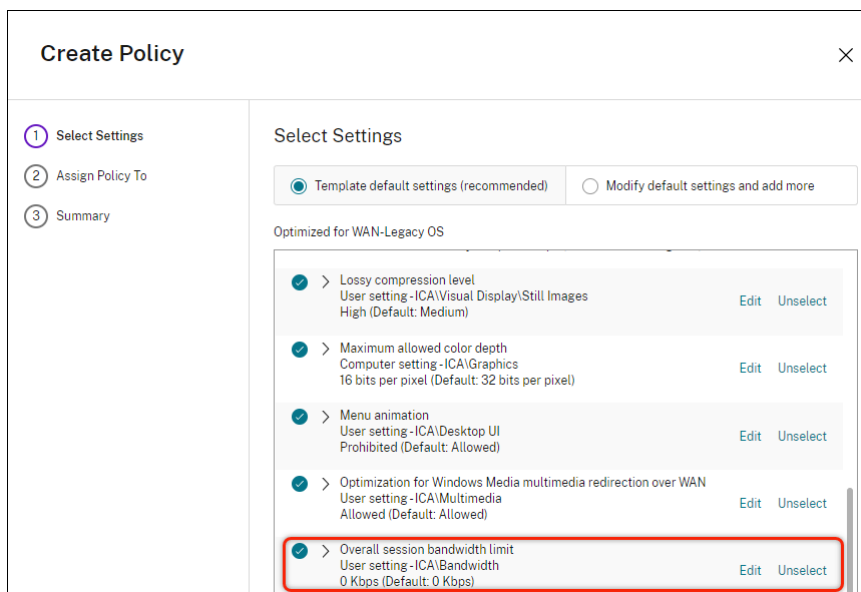 Create Policy
1 Select Settings
2 Assign Policy To
3 Summary
Select Settings
Template default settings (recommended)
Modify default settings and add more
Optimized for WAN-Legacy OS
Lossy compression level
User setting - ICA\Visual Display\Still Images
High (Default: Medium)
Edit Unselect
Maximum allowed color depth
Computer setting - ICA\Graphics
16 bits per pixel (Default: 32 bits per pixel)
Edit Unselect
Menu animation
User setting - ICA\Desktop UI
Prohibited (Default: Allowed)
Edit Unselect
Optimization for Windows Media multimedia redirection over WAN
User setting - ICA\Multimedia
Allowed (Default: Allowed)
Edit Unselect
Overall session bandwidth limit
User setting - ICA\Bandwidth
0 Kbps (Default: 0 Kbps)
Edit Unselect